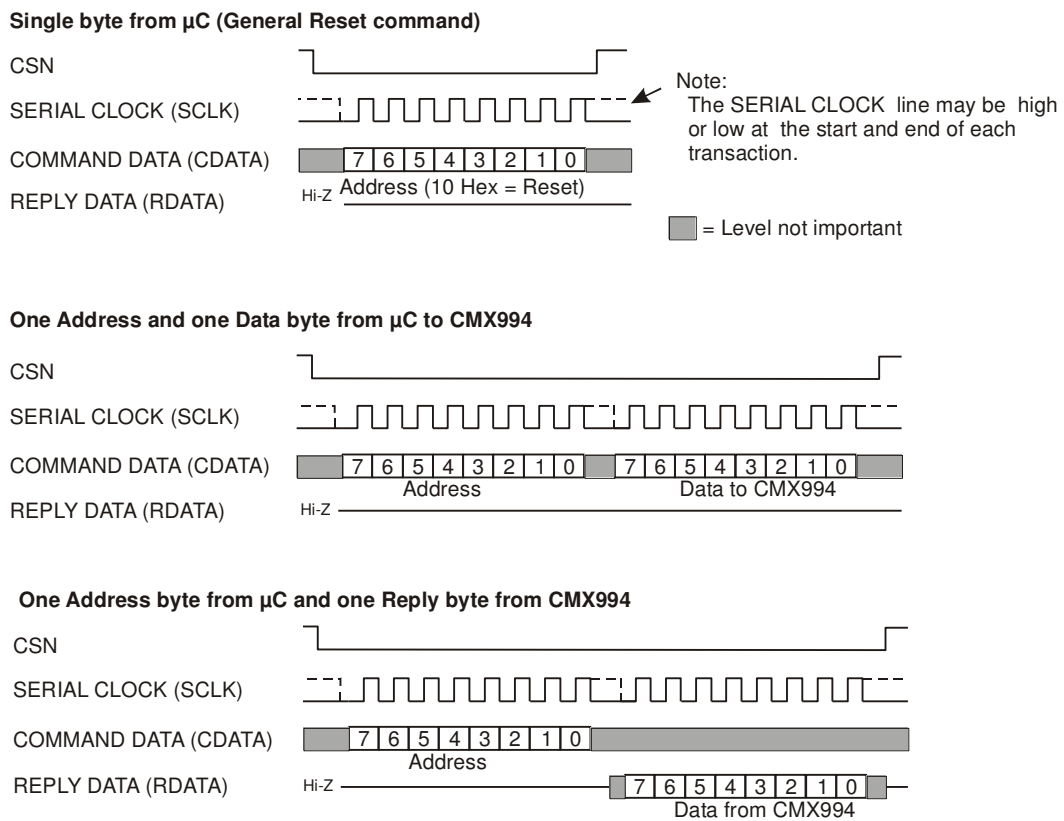 Single byte from µC (General Reset command)
CSN
SERIAL CLOCK (SCLK)
COMMAND DATA (CDATA)
7 6 5 4 3 2 1 0
Address (10 Hex = Reset)
REPLY DATA (RDATA)
Hi-Z
Note:
The SERIAL CLOCK line may be high
or low at the start and end of each
transaction.
= Level not important
One Address and one Data byte from µC to CMX994
CSN
SERIAL CLOCK (SCLK)
COMMAND DATA (CDATA)
7 6 5 4 3 2 1 0
7 6 5 4 3 2 1 0
Address
Data to CMX994
REPLY DATA (RDATA)
Hi-Z
One Address byte from µC and one Reply byte from CMX994
CSN
SERIAL CLOCK (SCLK)
COMMAND DATA (CDATA)
7 6 5 4 3 2 1 0
Address
REPLY DATA (RDATA)
Hi-Z
7 6 5 4 3 2 1 0
Data from CMX994